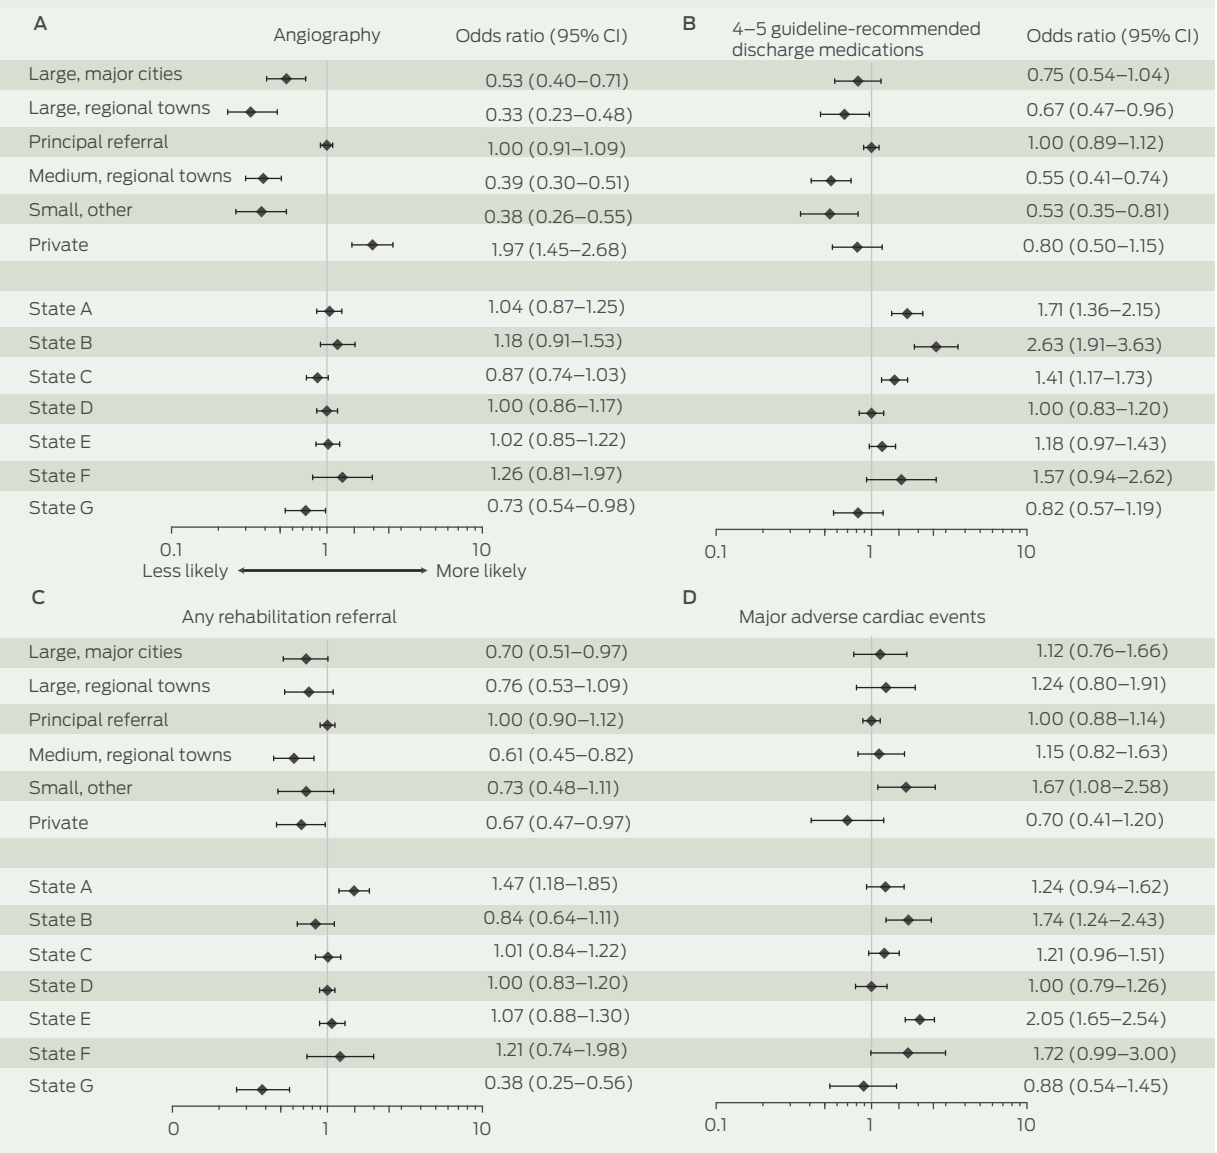 A
Angiography Odds ratio (95% CI)
Large, major cities 0.53 (0.40–0.71)
Large, regional towns 0.33 (0.23–0.48)
Principal referral 1.00 (0.91–1.09)
Medium, regional towns 0.39 (0.30–0.51)
Small, other 0.38 (0.26–0.55)
Private 1.97 (1.45–2.68)
State A 1.04 (0.87–1.25)
State B 1.18 (0.91–1.53)
State C 0.87 (0.74–1.03)
State D 1.00 (0.86–1.17)
State E 1.02 (0.85–1.22)
State F 1.26 (0.81–1.97)
State G 0.73 (0.54–0.98)
0.1 1 10
Less likely More likely
B
4–5 guideline-recommended
discharge medications
Odds ratio (95% CI)
0.75 (0.54–1.04)
0.67 (0.47–0.96)
1.00 (0.89–1.12)
0.55 (0.41–0.74)
0.53 (0.35–0.81)
0.80 (0.50–1.15)
1.71 (1.36–2.15)
2.63 (1.91–3.63)
1.41 (1.17–1.73)
1.00 (0.83–1.20)
1.18 (0.97–1.43)
1.57 (0.94–2.62)
0.82 (0.57–1.19)
0.1 1 10
C
Any rehabilitation referral
Large, major cities 0.70 (0.51–0.97)
Large, regional towns 0.76 (0.53–1.09)
Principal referral 1.00 (0.90–1.12)
Medium, regional towns 0.61 (0.45–0.82)
Small, other 0.73 (0.48–1.11)
Private 0.67 (0.47–0.97)
State A 1.47 (1.18–1.85)
State B 0.84 (0.64–1.11)
State C 1.01 (0.84–1.22)
State D 1.00 (0.83–1.20)
State E 1.07 (0.88–1.30)
State F 1.21 (0.74–1.98)
State G 0.38 (0.25–0.56)
0 1 10
D
Major adverse cardiac events
1.12 (0.76–1.66)
1.24 (0.80–1.91)
1.00 (0.88–1.14)
1.15 (0.82–1.63)
1.67 (1.08–2.58)
0.70 (0.41–1.20)
1.24 (0.94–1.62)
1.74 (1.24–2.43)
1.21 (0.96–1.51)
1.00 (0.79–1.26)
2.05 (1.65–2.54)
1.72 (0.99–3.00)
0.88 (0.54–1.45)
0.1 1 10